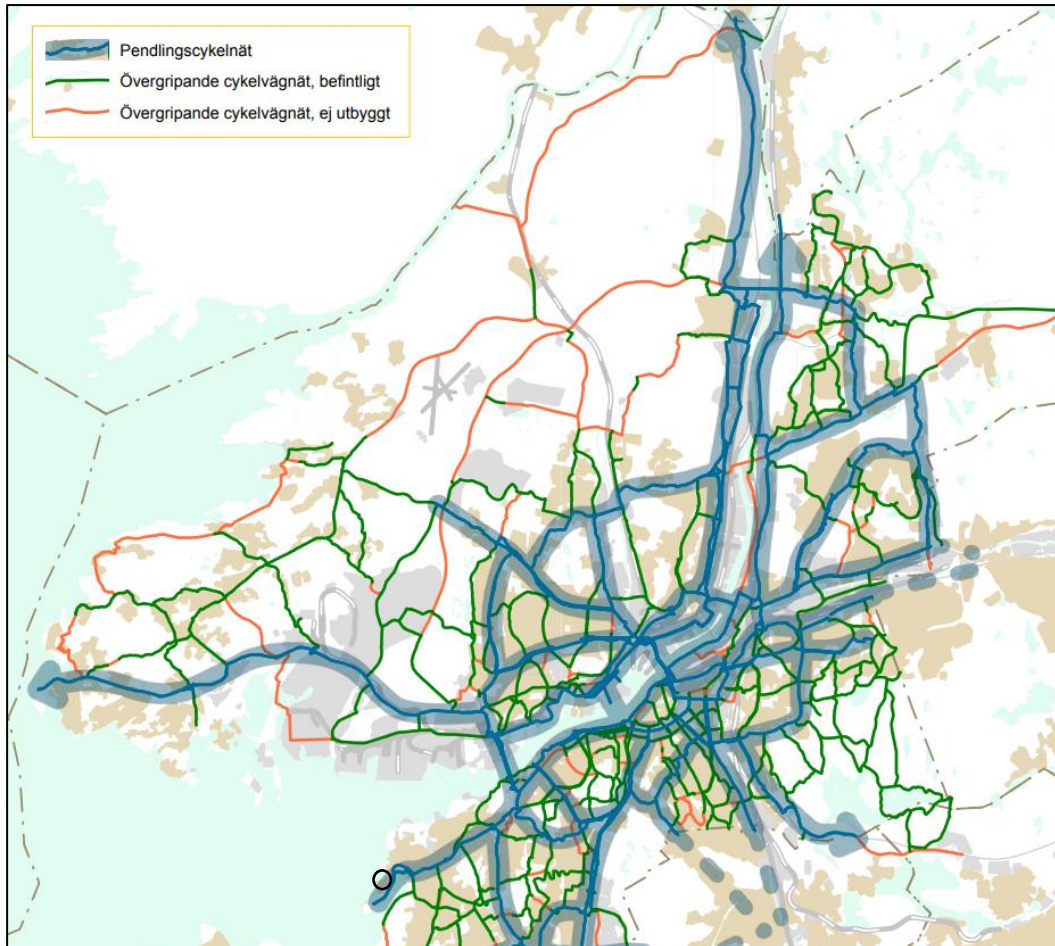 Pendlingscykelnät
Övergripande cykelvägnät, befintligt
Övergripande cykelvägnät, ej utbyggt